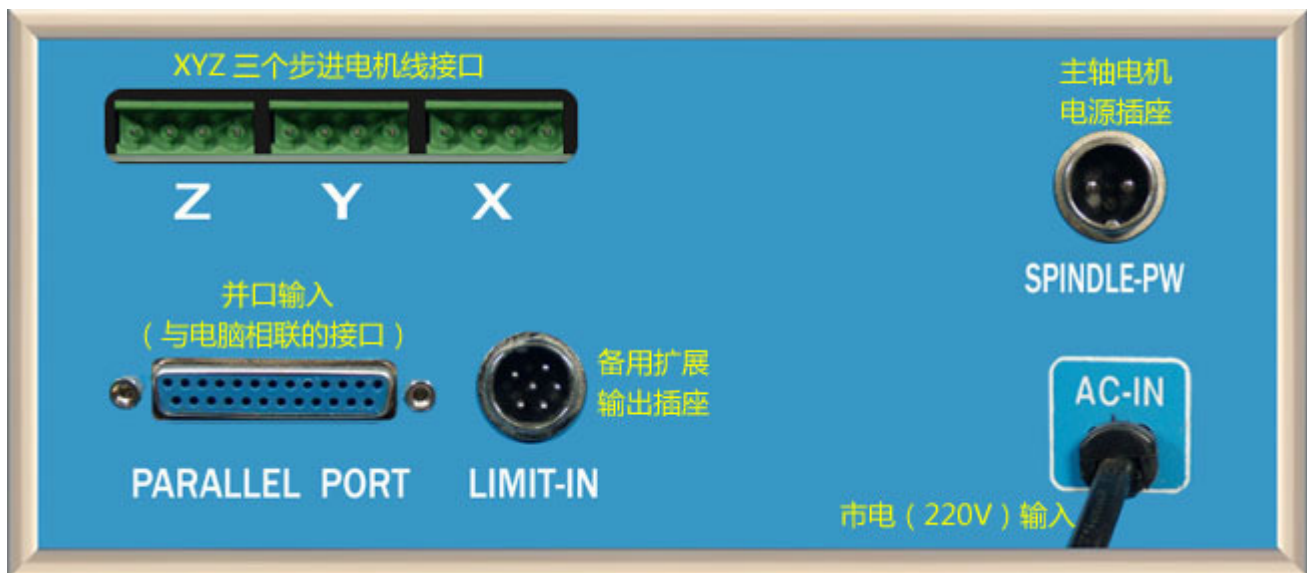 XYZ 三个步进电机线接口
Z Y X
主轴电机
电源插座
SPINDLE-PW
并口输入
（与电脑相联的接口）
PARALLEL PORT
备用扩展
输出插座
LIMIT-IN
AC-IN
市电（220V）输入